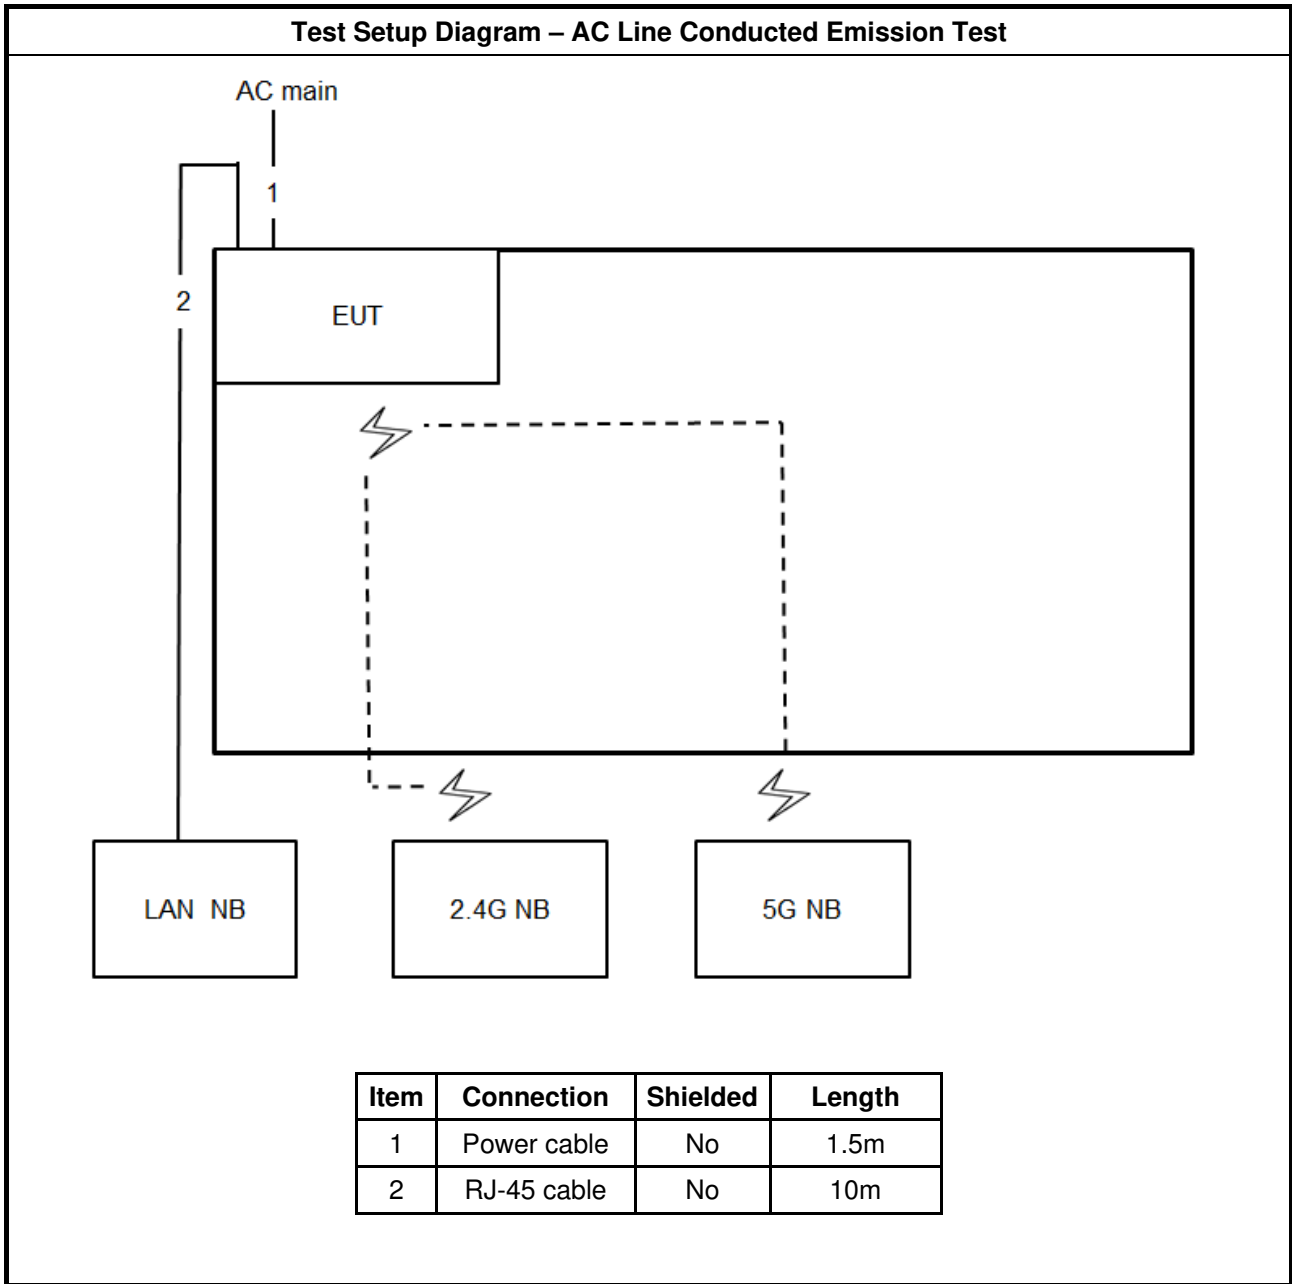 Test Setup Diagram – AC Line Conducted Emission Test
AC main
1
2
EUT
LAN NB
2.4G NB
5G NB
Item Connection Shielded Length
1 Power cable No 1.5m
2 RJ-45 cable No 10m